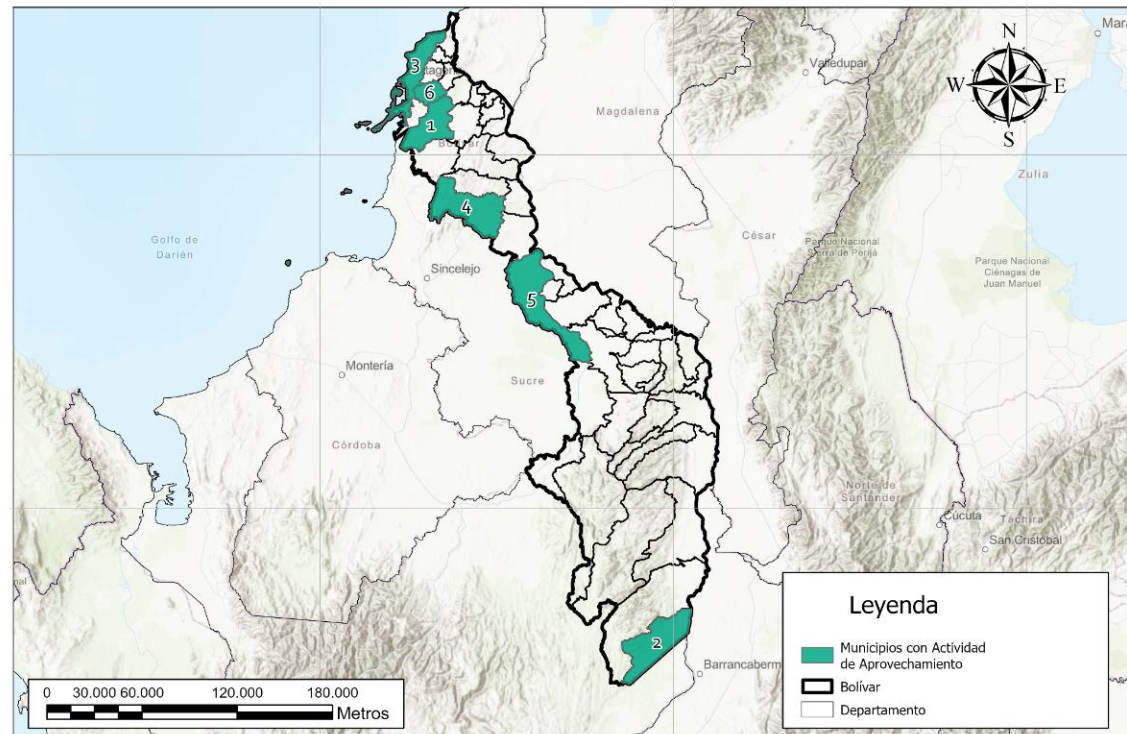 Mara
N
W
E
S
Valledupar
3
6
1
Magdalena
Zulia
Golfo de
Darién
4
César
Parque Nacional
Sierra de Perijá
Parque Nacional
Ciénagas de
Juan Manuel
Sincelejo
5
Montería
Sucre
Córdoba
Norte de
Santander
Cúcuta
Táchira
San Cristóbal
2
Barrancaberm
Leyenda
Municipios con Actividad
de Aprovechamiento
Bolívar
Departamento
0 30.000 60.000 120.000 180.000
Metros